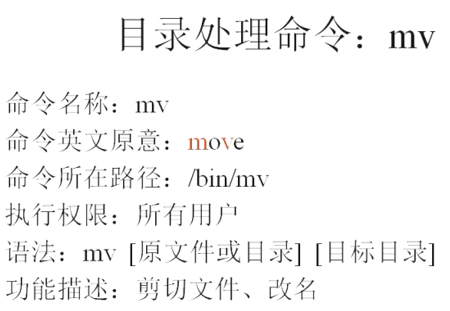 目录处理命令：mv
命令名称：mv
命令英文原意：move
命令所在路径：/bin/mv
执行权限：所有用户
语法：mv [原文件或目录] [目标目录]
功能描述：剪切文件、改名